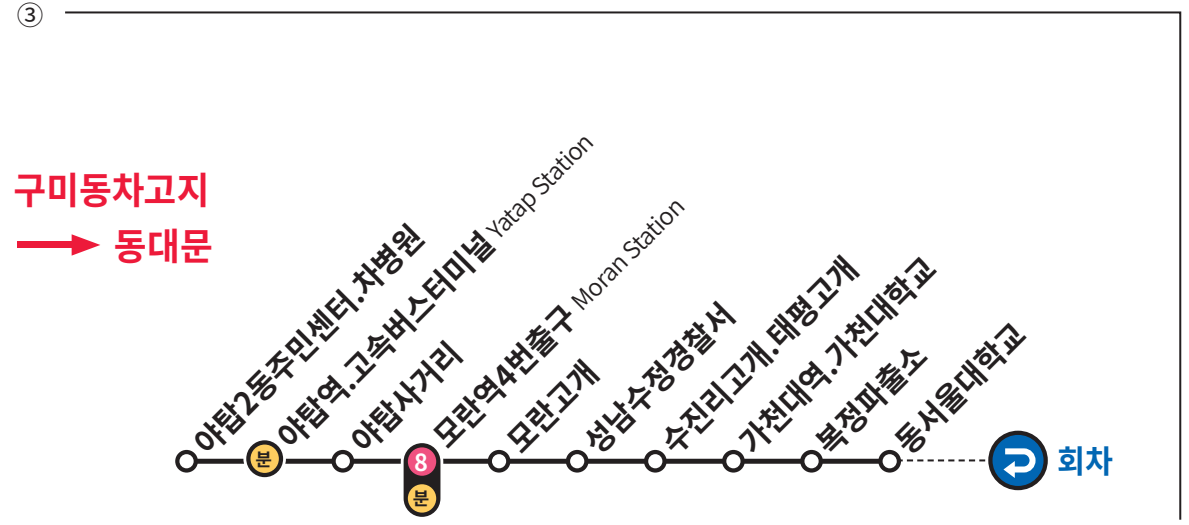 ③
구미동차고지
동대문
야탑2동주민센터.차병원
야탑역.고속버스터미널 Yatap Station
야탑사거리
모란역4번출구 Moran Station
모란고개
성남수정경찰서
수진리고개.태평고개
가천대역.가천대학교
복정파출소
동서울대학교
분
8
분
회차